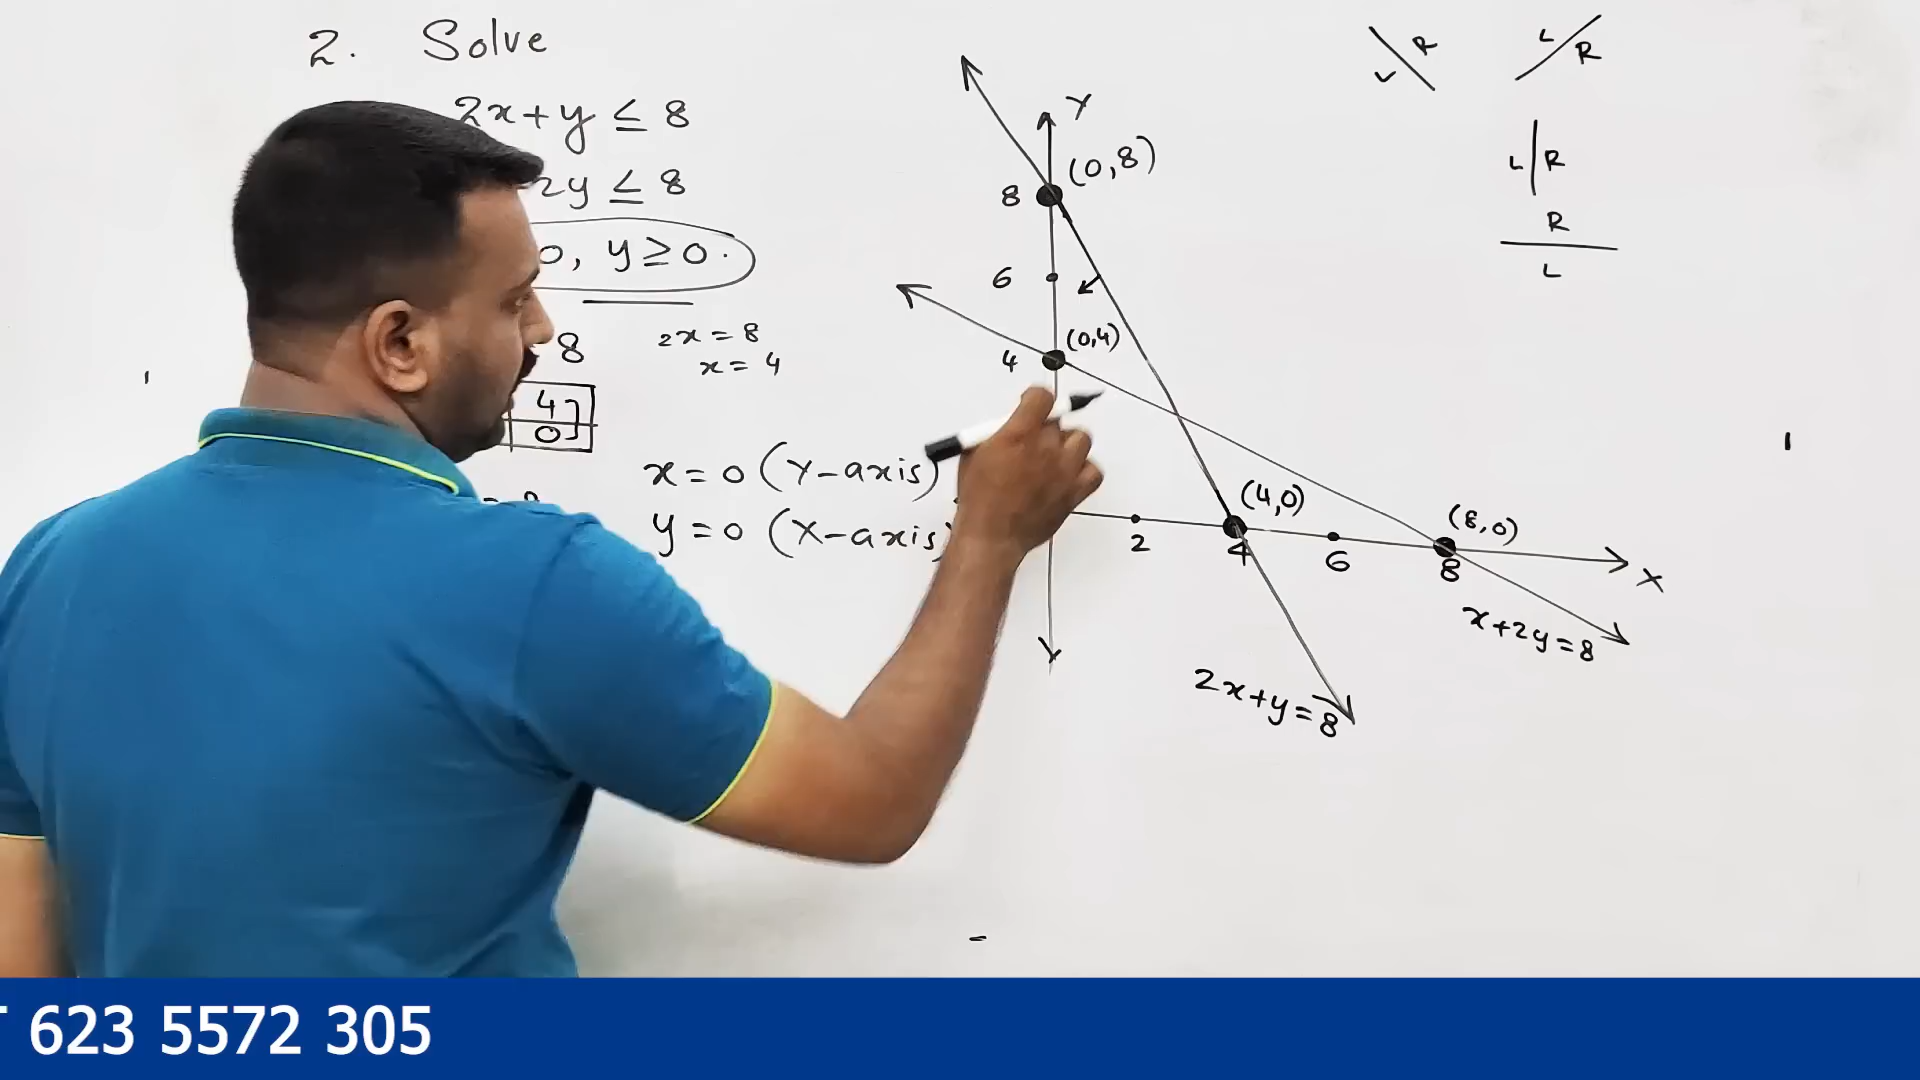 2. Solve
2x+y ≤ 8
2y ≤ 8
0, y ≥ 0.
8
2x = 8
x = 4
4
0
x = 0 (Y-axis)
y = 0 (X-axis)
Y
(0,8)
8
6
(0,4)
4
(4,0)
(8,0)
2
4
6
8
X
x+2y=8
2x+y=8
L R
L R
L R
R
L
623 5572 305